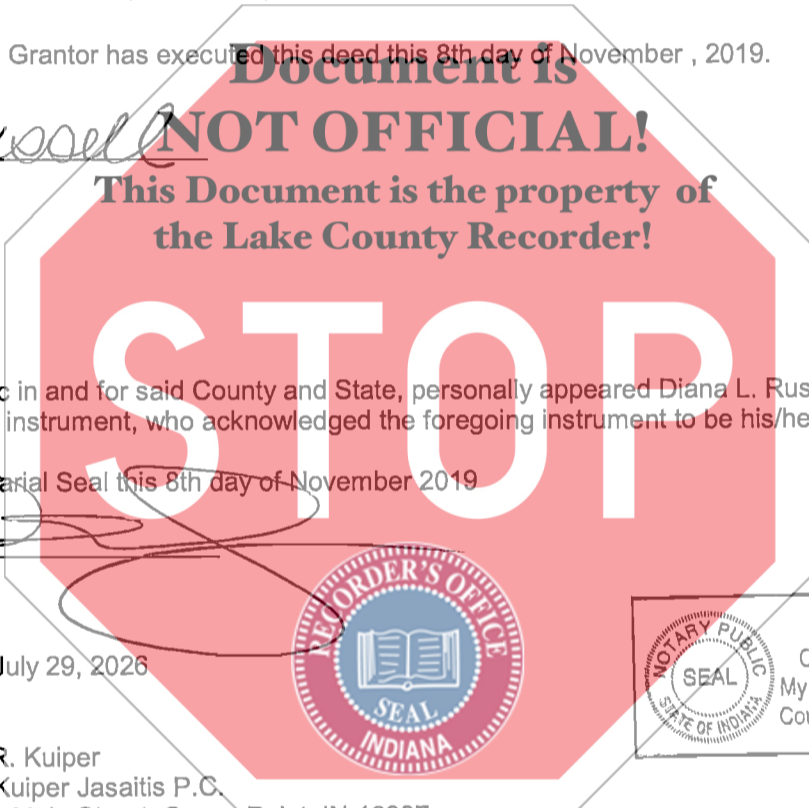 Grantor has executed this deed this 8th day of November , 2019.
Document is
NOT OFFICIAL!
This Document is the property of
the Lake County Recorder!
STOP
c in and for said County and State, personally appeared Diana L. Rus
instrument, who acknowledged the foregoing instrument to be his/he
arial Seal this 8th day of November 2019
RECORDER'S OFFICE
SEAL
INDIANA
NOTARY PUBLIC
SEAL
STATE OF INDIANA
My
Cou
July 29, 2026
R. Kuiper
Kuiper Jasaitis P.C.